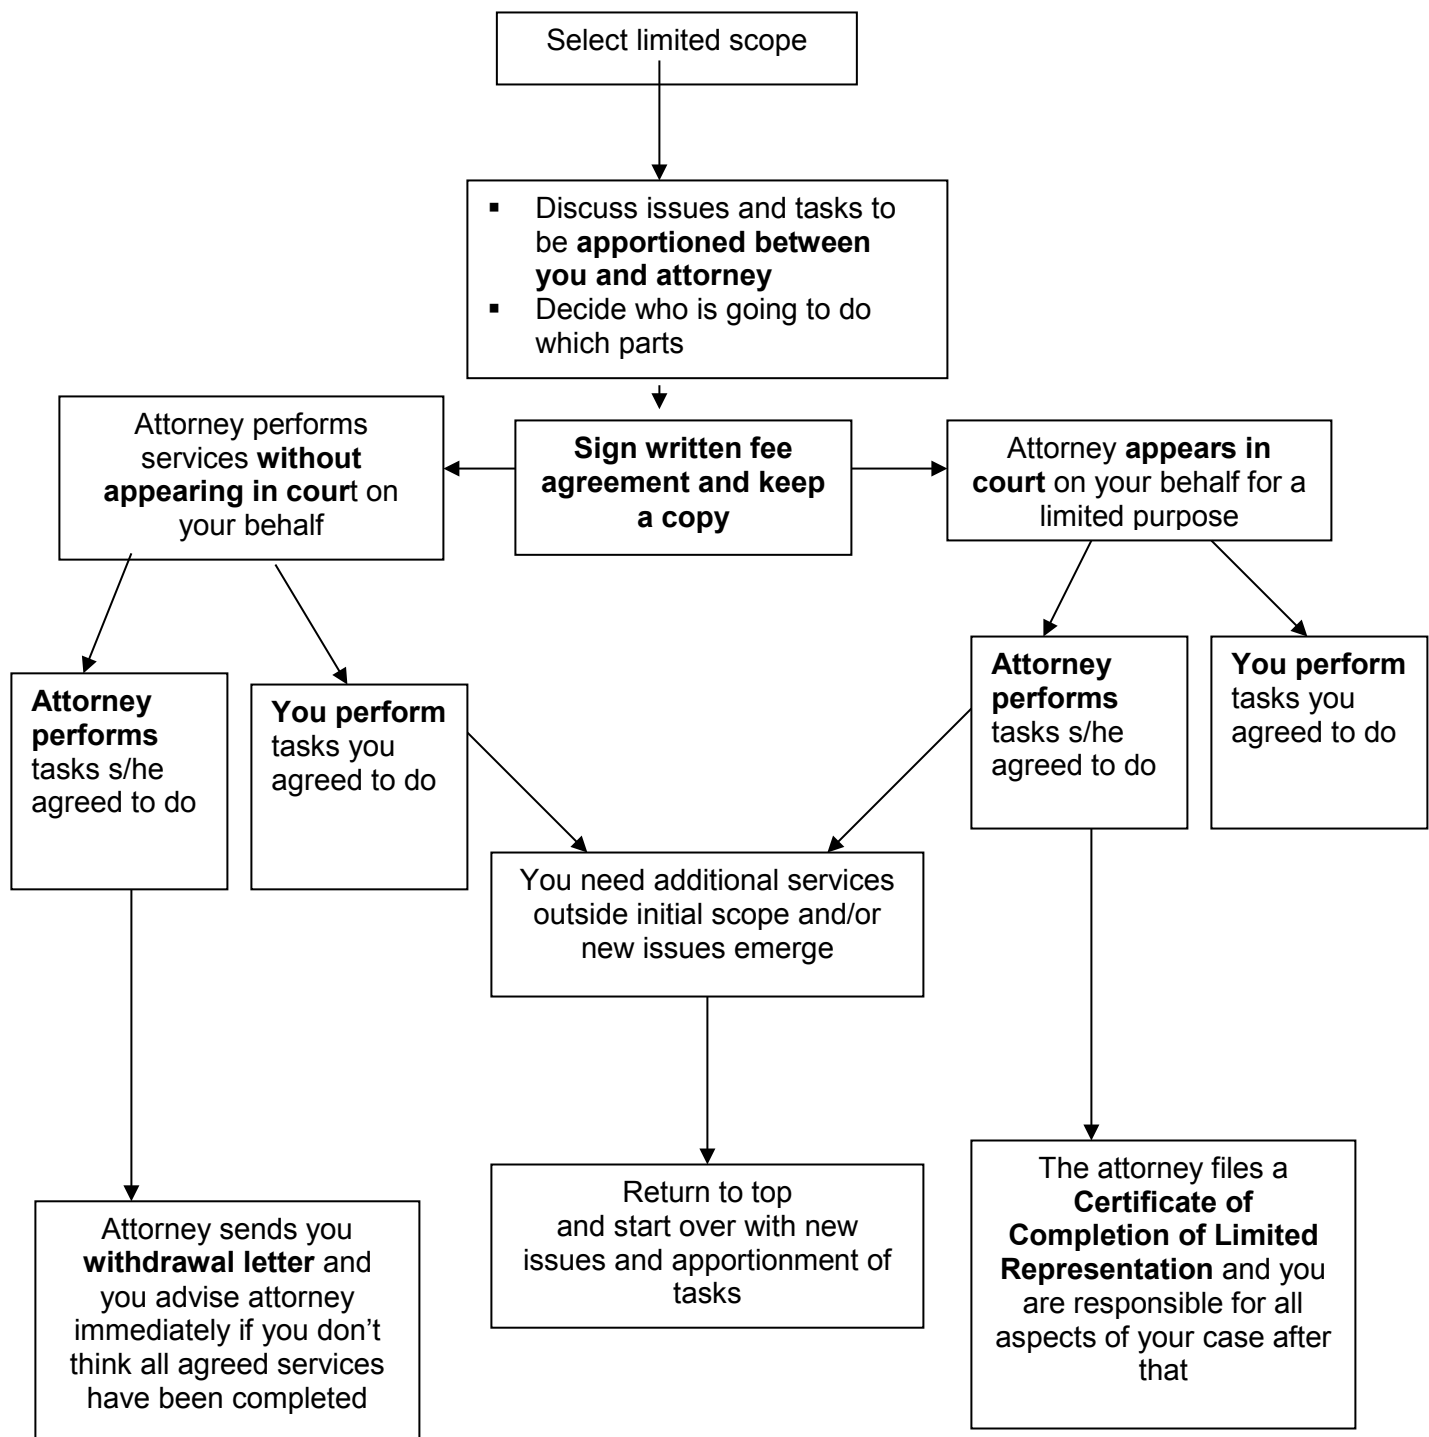 Select limited scope
▪ Discuss issues and tasks to
be apportioned between
you and attorney
▪ Decide who is going to do
which parts
Attorney performs
services without
appearing in court on
your behalf
Sign written fee
agreement and keep
a copy
Attorney appears in
court on your behalf for a
limited purpose
Attorney
performs
tasks s/he
agreed to do
You perform
tasks you
agreed to do
Attorney
performs
tasks s/he
agreed to do
You perform
tasks you
agreed to do
You need additional services
outside initial scope and/or
new issues emerge
Attorney sends you
withdrawal letter and
you advise attorney
immediately if you don’t
think all agreed services
have been completed
Return to top
and start over with new
issues and apportionment of
tasks
The attorney files a
Certificate of
Completion of Limited
Representation and you
are responsible for all
aspects of your case after
that